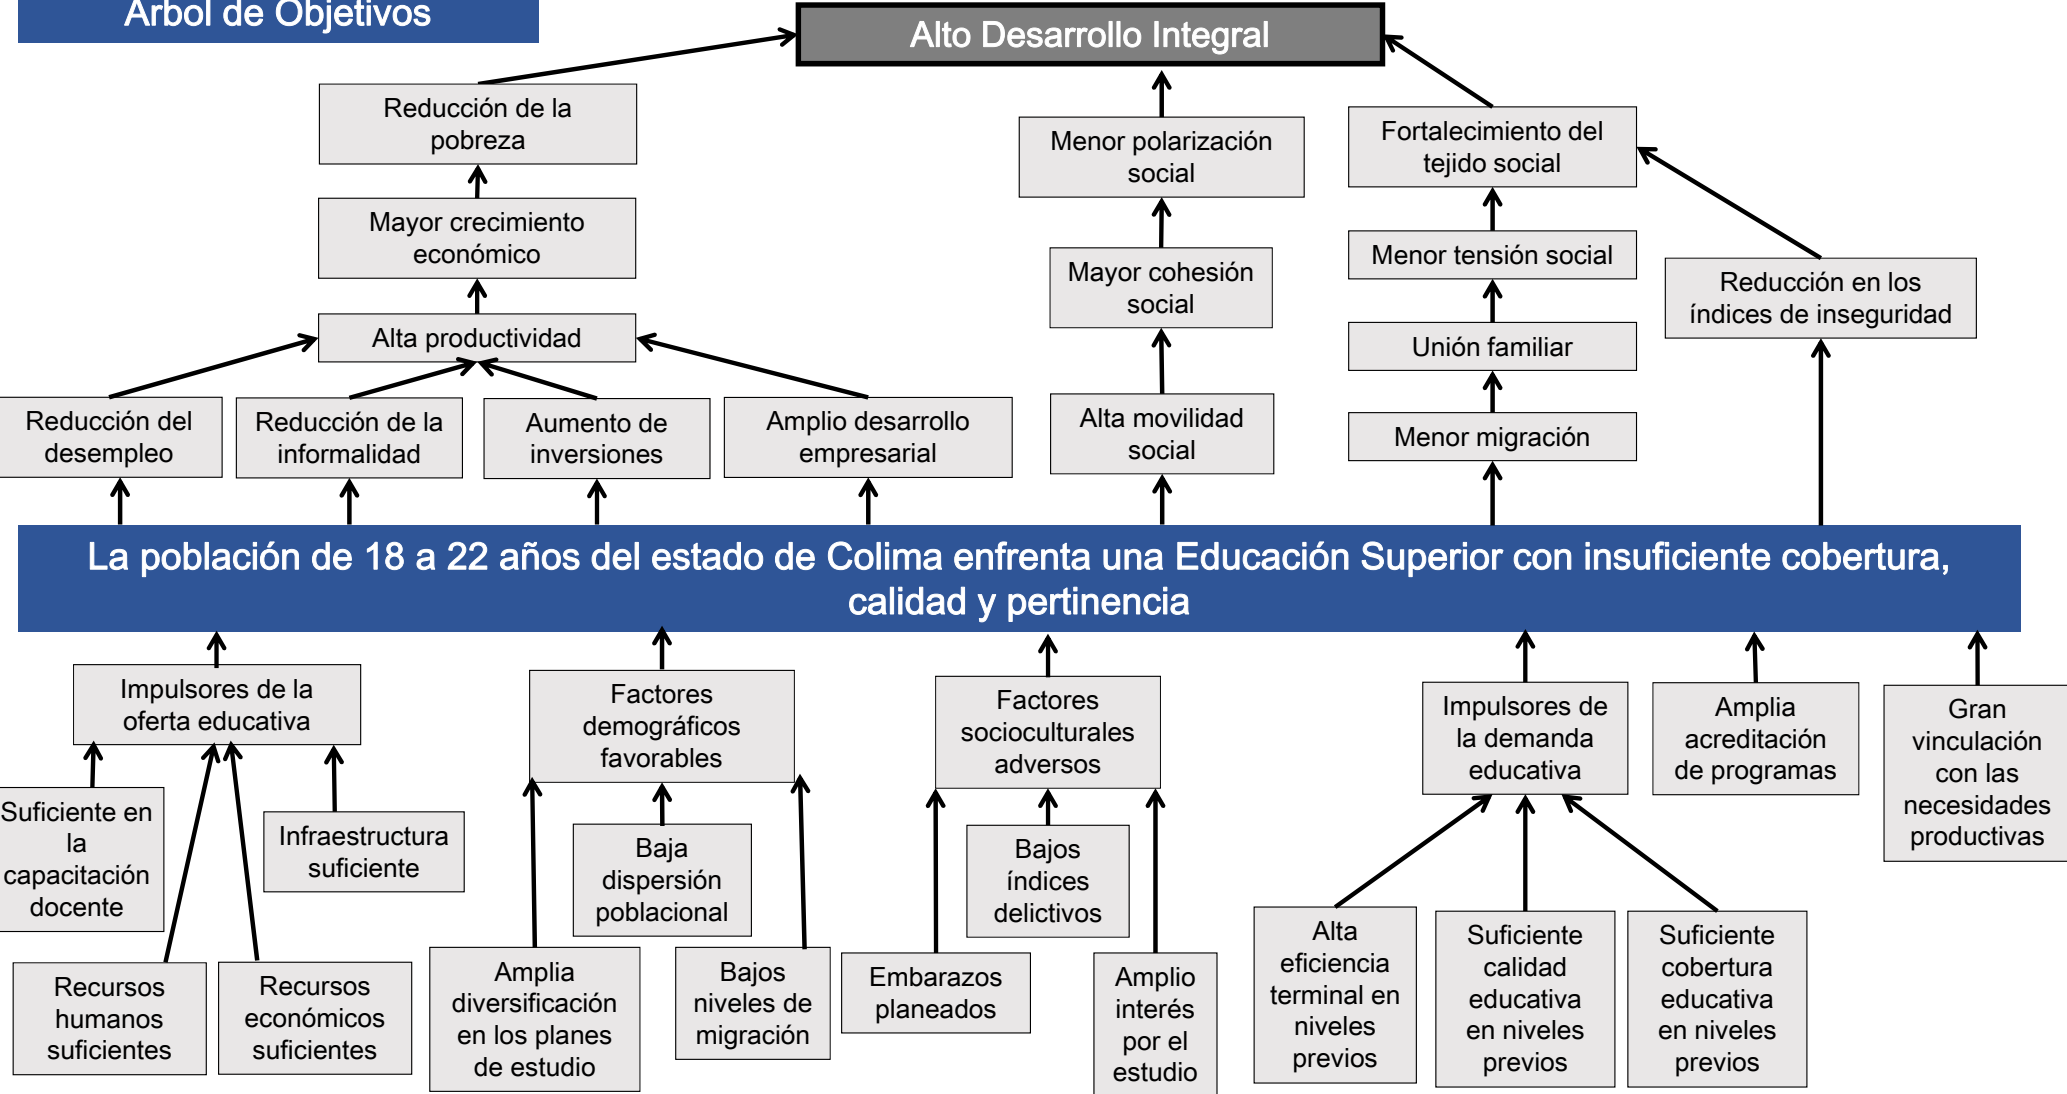 Árbol de Objetivos
Alto Desarrollo Integral
Reducción de la
pobreza
Mayor crecimiento
económico
Alta productividad
Reducción del
desempleo
Reducción de la
informalidad
Aumento de
inversiones
Amplio desarrollo
empresarial
Menor polarización
social
Mayor cohesión
social
Alta movilidad
social
Fortalecimiento del
tejido social
Menor tensión social
Unión familiar
Menor migración
Reducción en los
índices de inseguridad
La población de 18 a 22 años del estado de Colima enfrenta una Educación Superior con insuficiente cobertura,
calidad y pertinencia
Impulsores de la
oferta educativa
Suficiente en
la
capacitación
docente
Recursos
humanos
suficientes
Recursos
económicos
suficientes
Infraestructura
suficiente
Factores
demográficos
favorables
Amplia
diversificación
en los planes
de estudio
Baja
dispersión
poblacional
Bajos
niveles de
migración
Factores
socioculturales
adversos
Embarazos
planeados
Bajos
índices
delictivos
Amplio
interés
por el
estudio
Impulsores de
la demanda
educativa
Alta
eficiencia
terminal en
niveles
previos
Suficiente
calidad
educativa
en niveles
previos
Suficiente
cobertura
educativa
en niveles
previos
Amplia
acreditación
de programas
Gran
vinculación
con las
necesidades
productivas